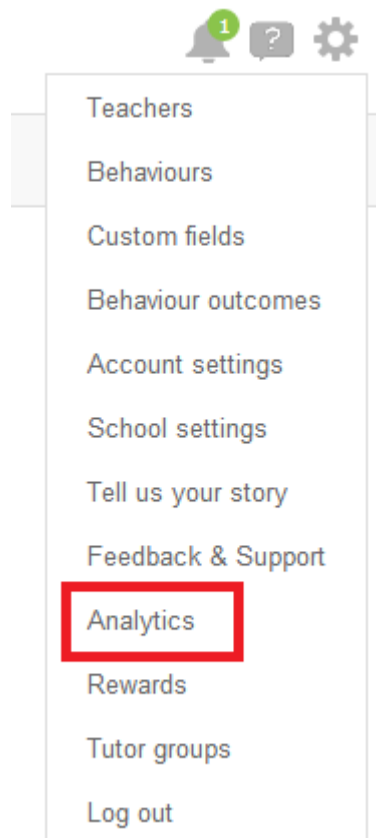 1
?
Teachers
Behaviours
Custom fields
Behaviour outcomes
Account settings
School settings
Tell us your story
Feedback & Support
Analytics
Rewards
Tutor groups
Log out